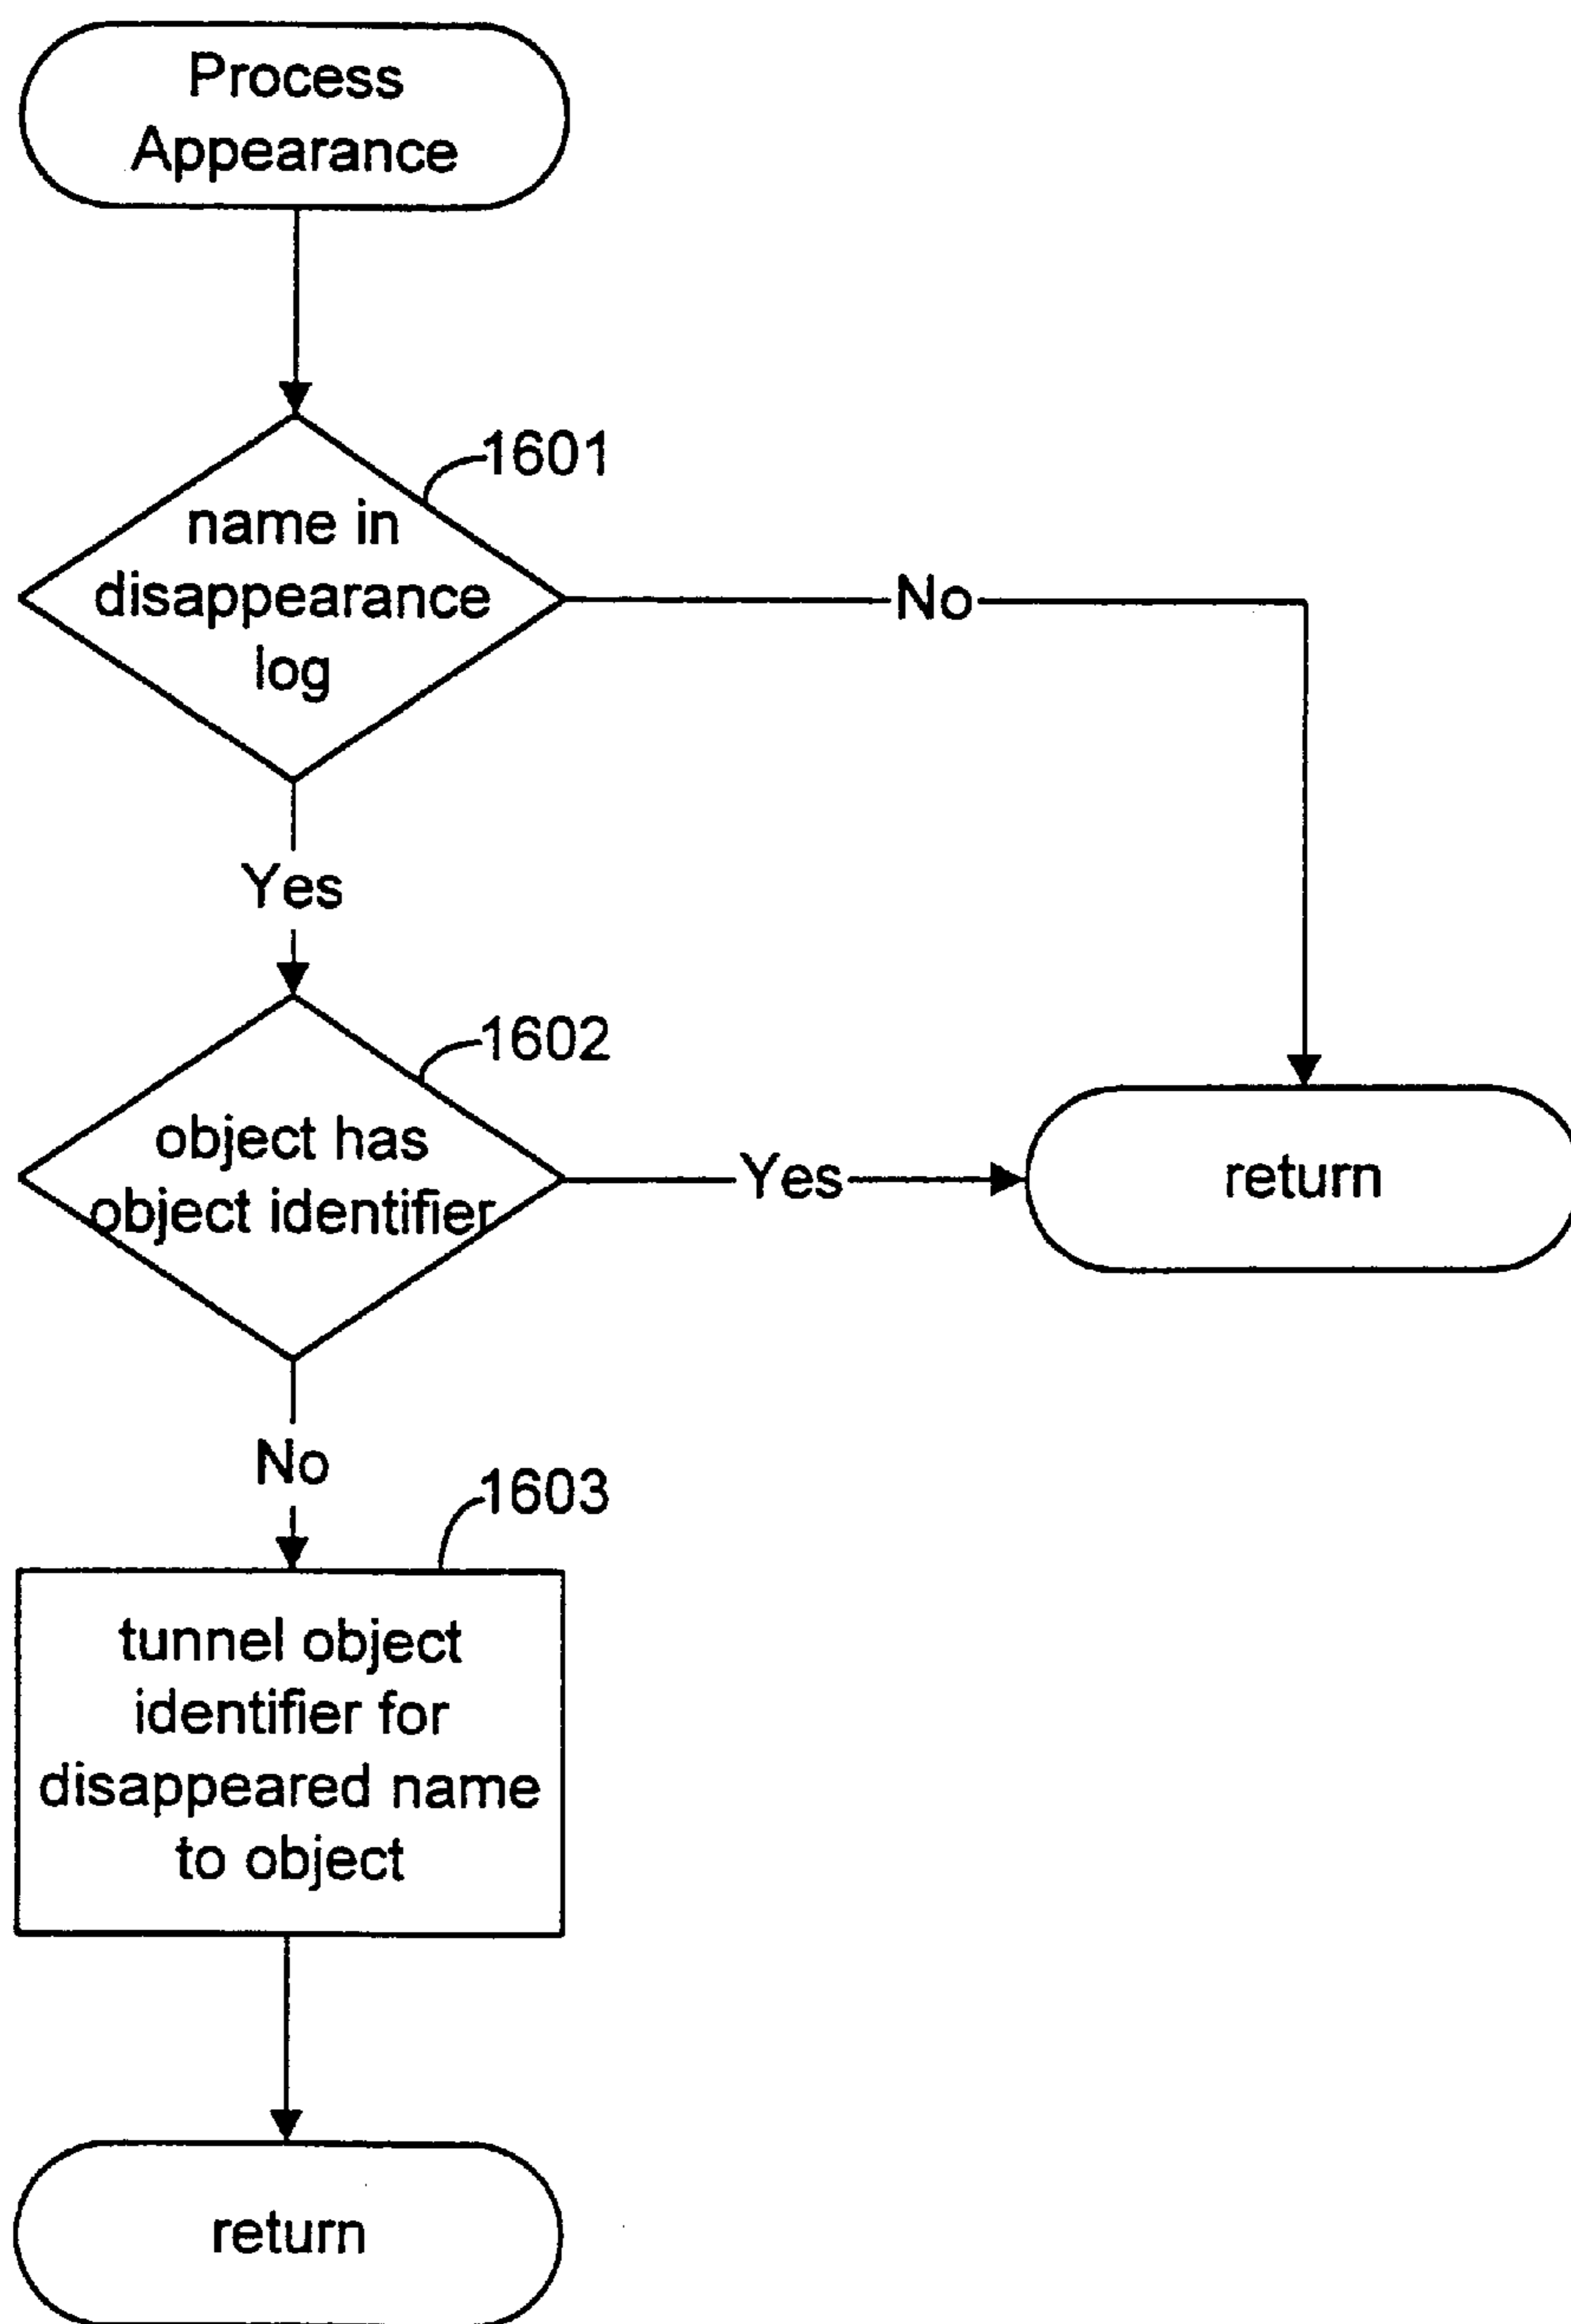 Process
Appearance
1601
name in
disappearance
log
No
Yes
1602
object has
object identifier
Yes
return
No
1603
tunnel object
identifier for
disappeared name
to object
return